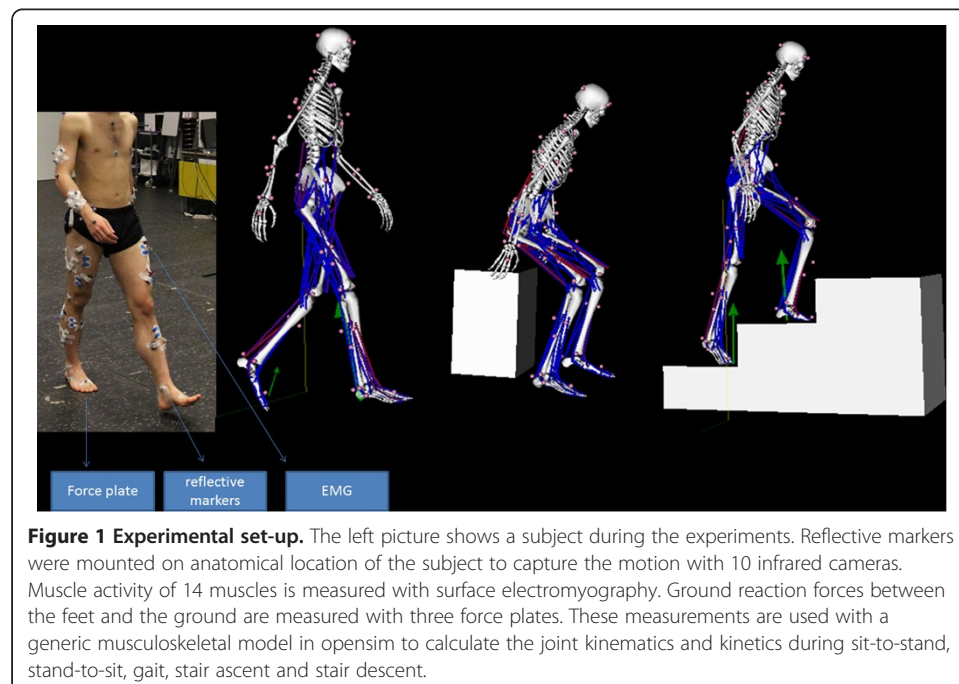 Force plate
reflective
markers
EMG
Figure 1 Experimental set-up. The left picture shows a subject during the experiments. Reflective markers
were mounted on anatomical location of the subject to capture the motion with 10 infrared cameras.
Muscle activity of 14 muscles is measured with surface electromyography. Ground reaction forces between
the feet and the ground are measured with three force plates. These measurements are used with a
generic musculoskeletal model in opensim to calculate the joint kinematics and kinetics during sit-to-stand,
stand-to-sit, gait, stair ascent and stair descent.